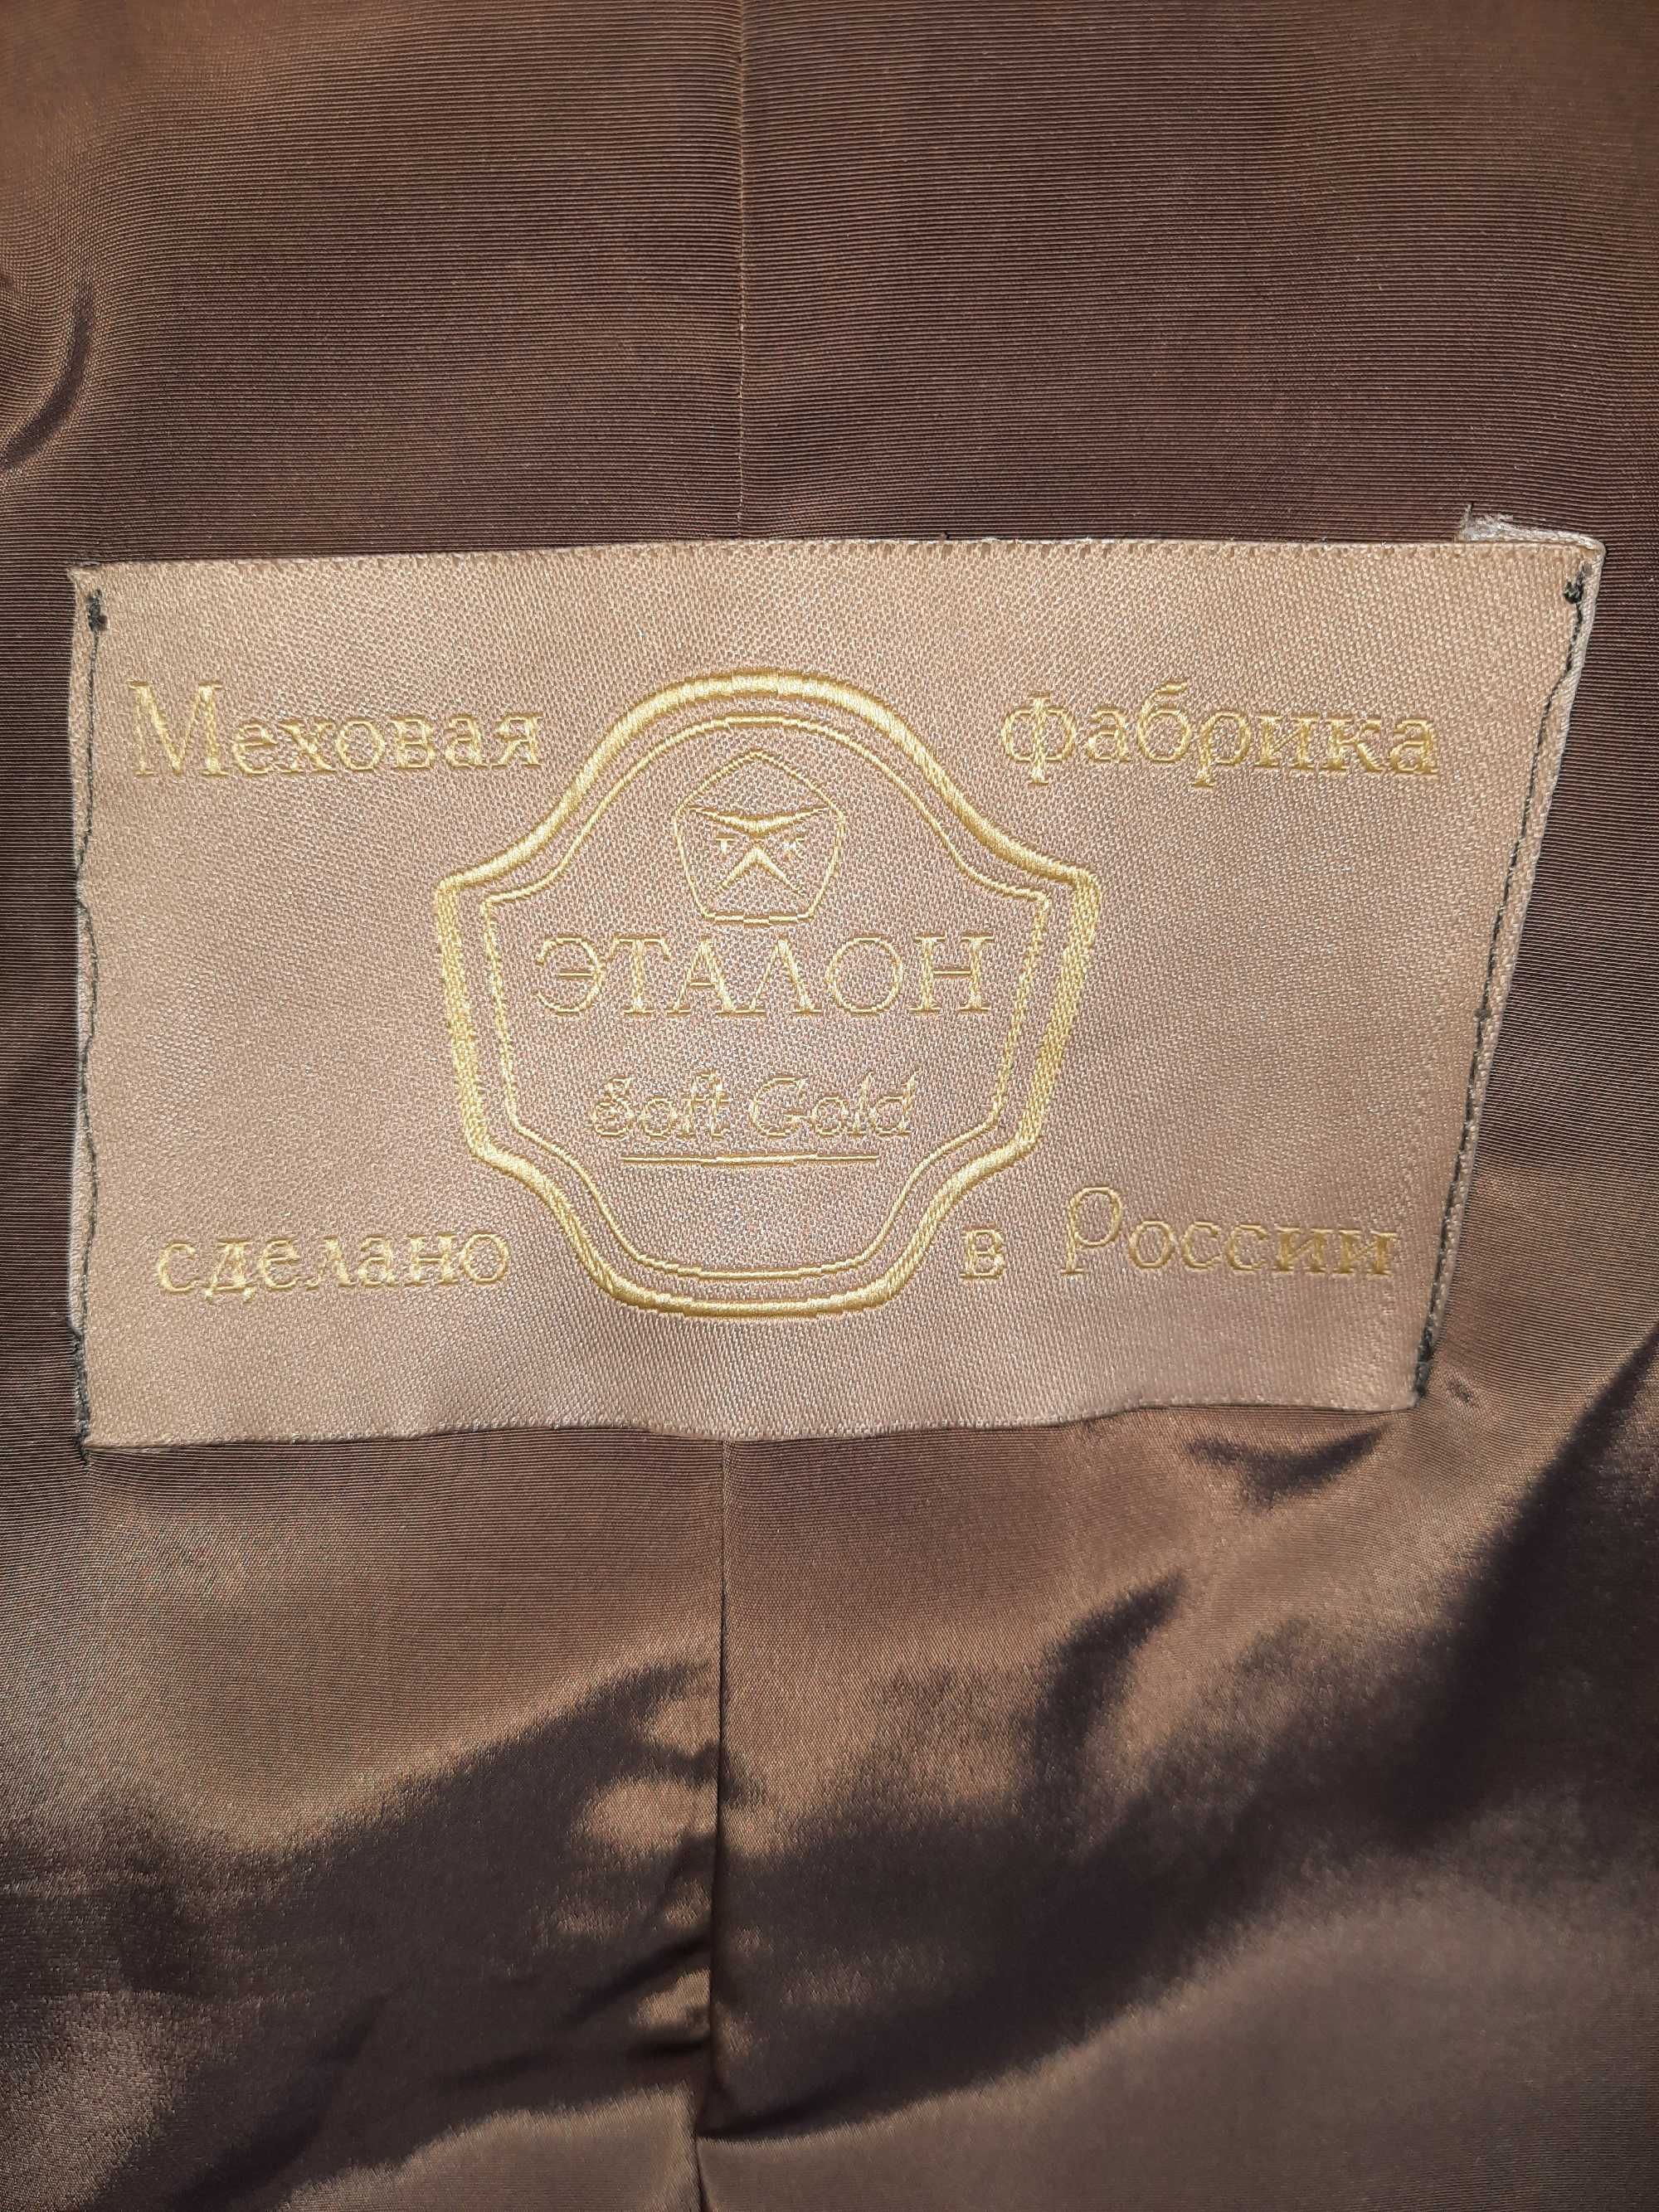 Меховая фабрика
ЭТАЛОН
Soft Gold
сделано в России